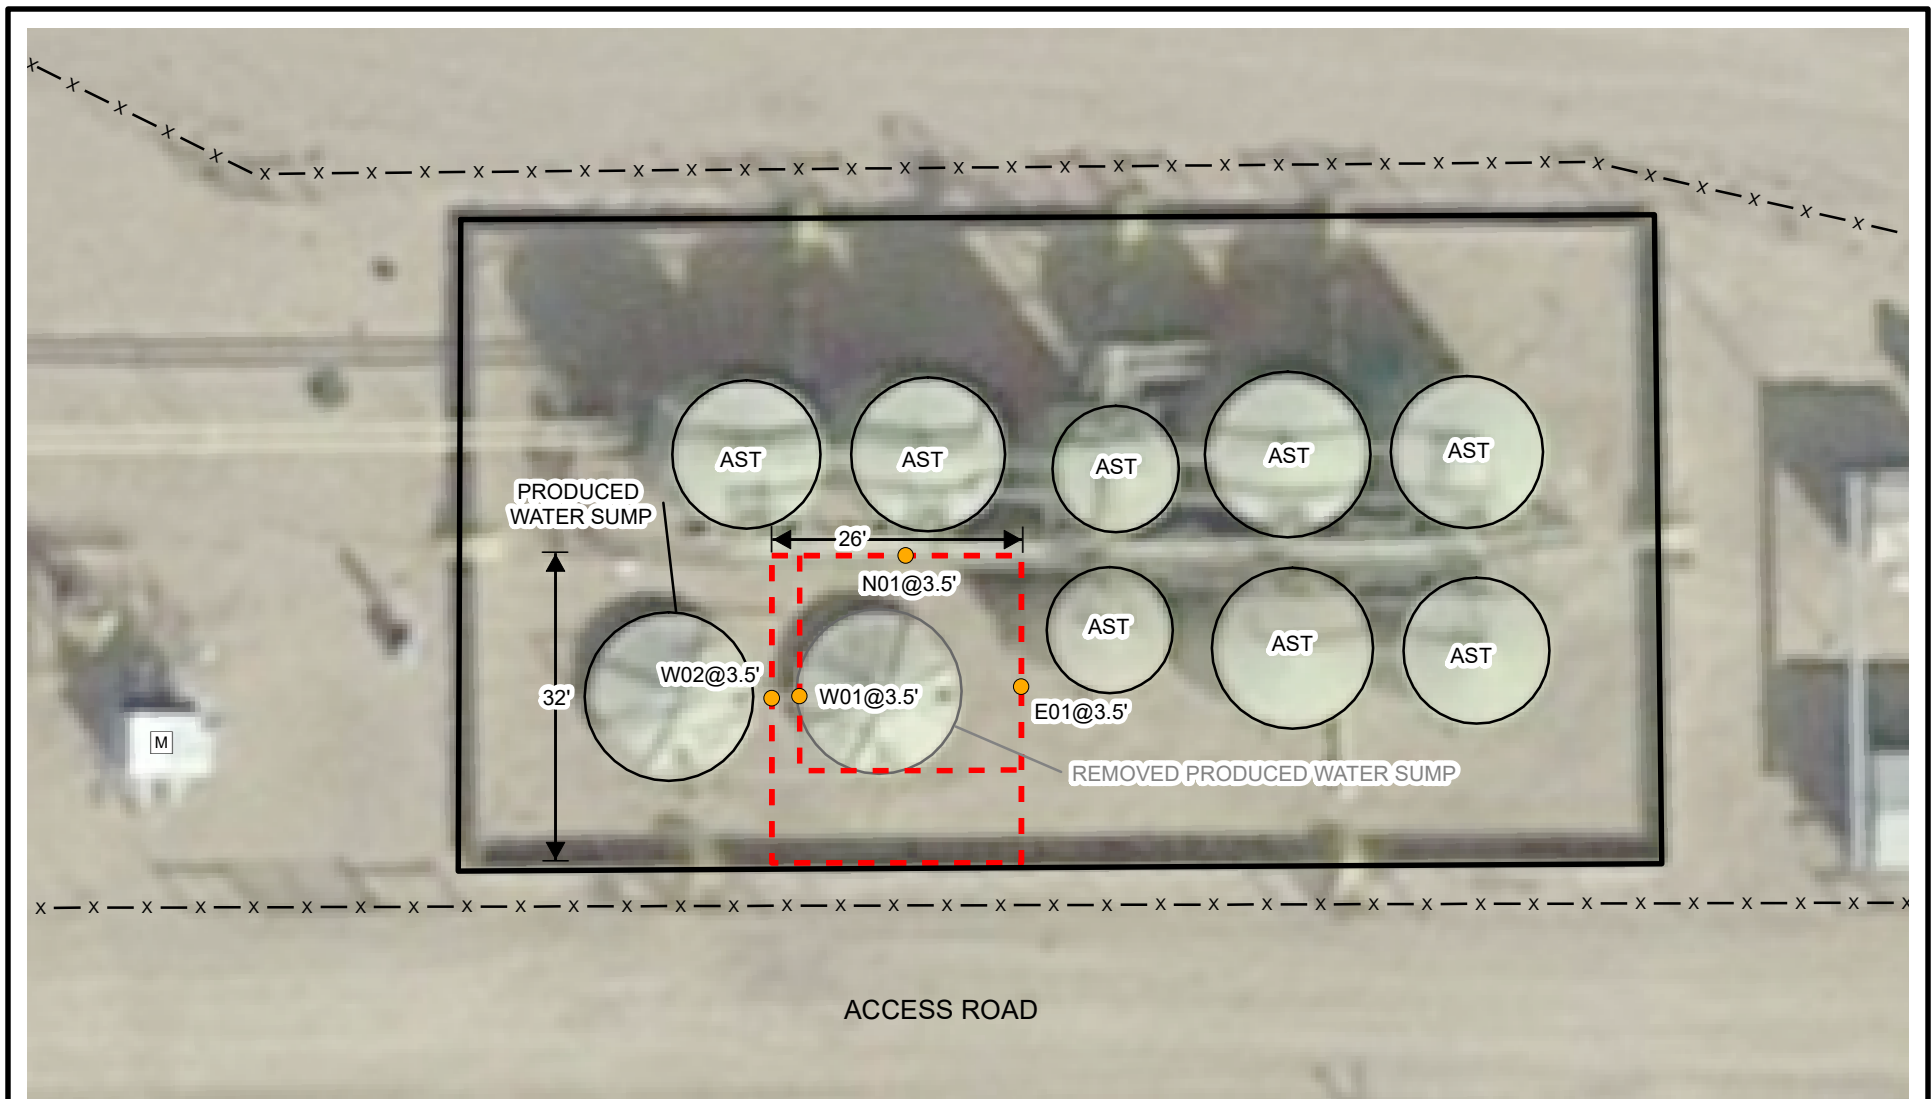 AST
AST
AST
AST
AST
PRODUCED
WATER SUMP
26'
N01@3.5'
32'
W02@3.5'
W01@3.5'
E01@3.5'
AST
AST
AST
M
REMOVED PRODUCED WATER SUMP
ACCESS ROAD